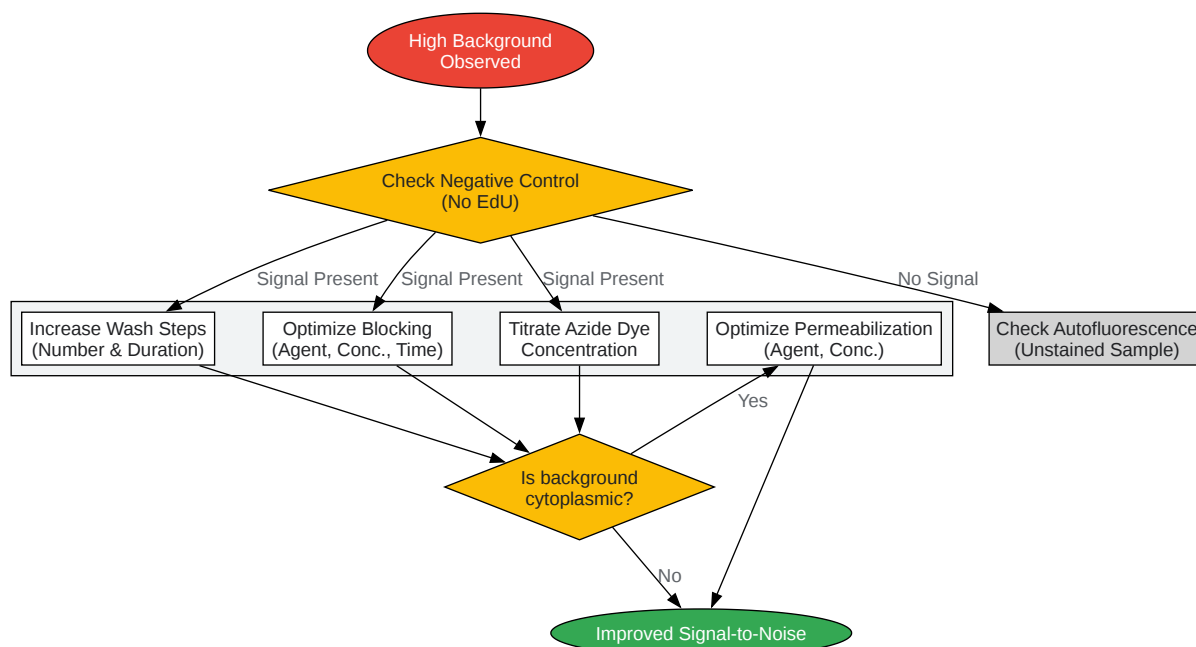 High Background
Observed
Check Negative Control
(No EdU)
Signal Present
Signal Present
Signal Present
No Signal
Increase Wash Steps
(Number & Duration)
Optimize Blocking
(Agent, Conc., Time)
Titrate Azide Dye
Concentration
Optimize Permeabilization
(Agent, Conc.)
Check Autofluorescence
(Unstained Sample)
Yes
Is background
cytoplasmic?
No
Improved Signal-to-Noise